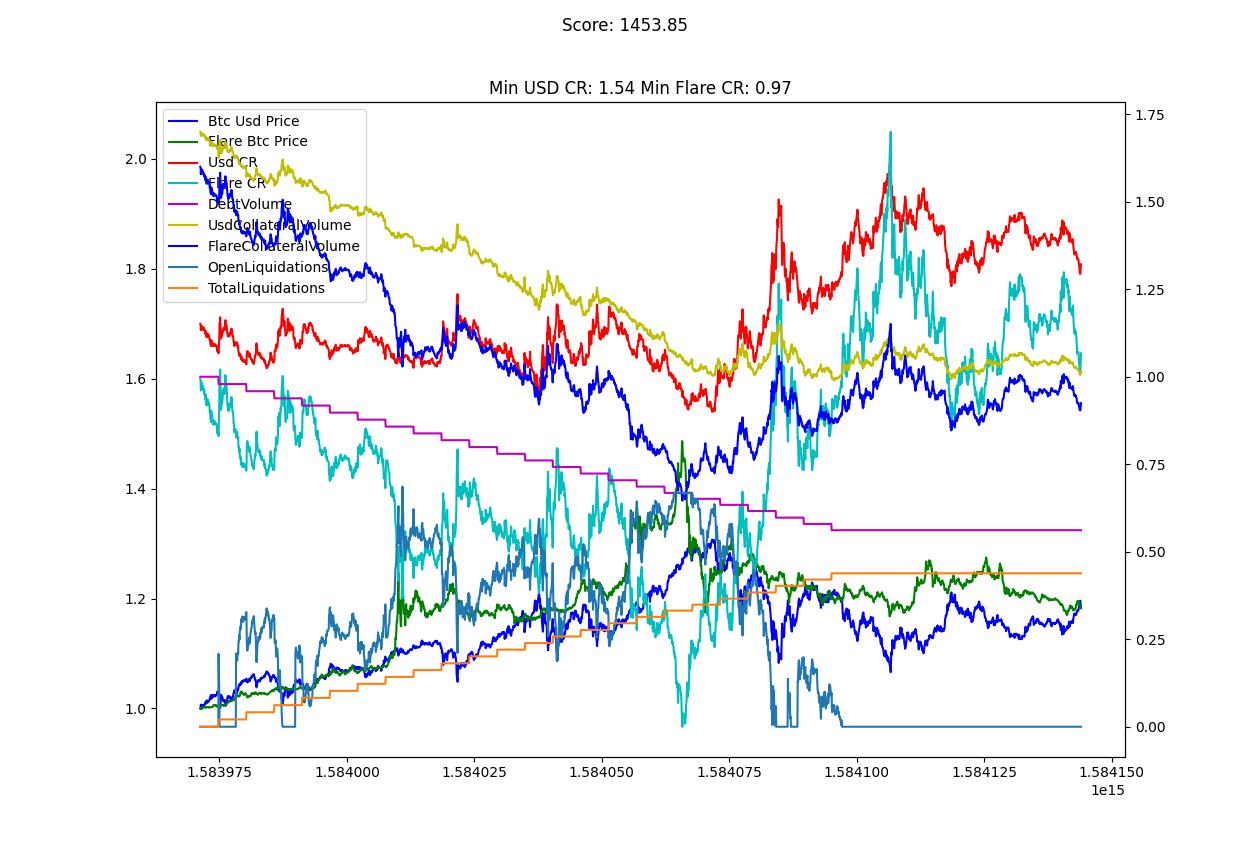 Score: 1453.85
Min USD CR: 1.54 Min Flare CR: 0.97
Btc Usd Price
Flare Btc Price
Usd CR
Flare CR
DebtVolume
UsdCollateralVolume
FlareCollateralVolume
OpenLiquidations
TotalLiquidations
2.0
1.8
1.6
1.4
1.2
1.0
1.75
1.50
1.25
1.00
0.75
0.50
0.25
0.00
1.583975 1.584000 1.584025 1.584050 1.584075 1.584100 1.584125 1.584150
1e15